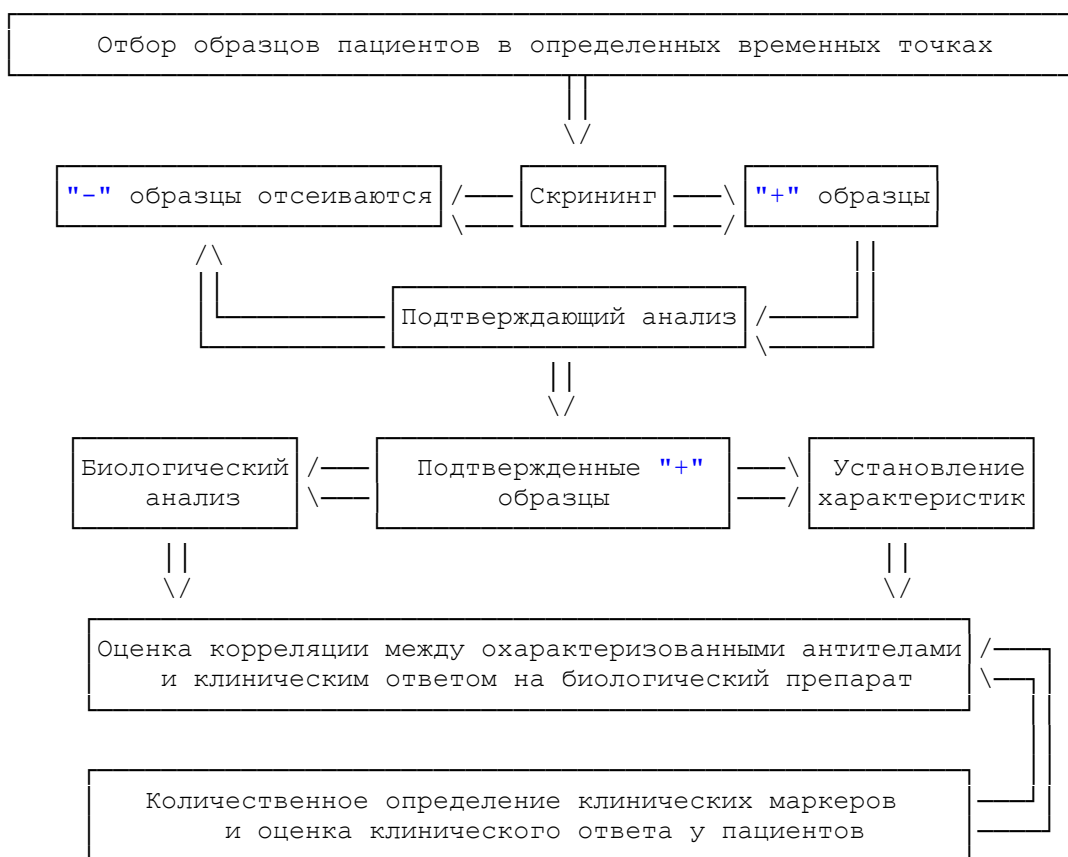 Отбор образцов пациентов в определенных временных точках
"-" образцы отсеиваются
Скрининг
"+" образцы
Подтверждающий анализ
Биологический
анализ
Подтвержденные "+"
образцы
Установление
характеристик
Оценка корреляции между охарактеризованными антителами
и клиническим ответом на биологический препарат
Количественное определение клинических маркеров
и оценка клинического ответа у пациентов